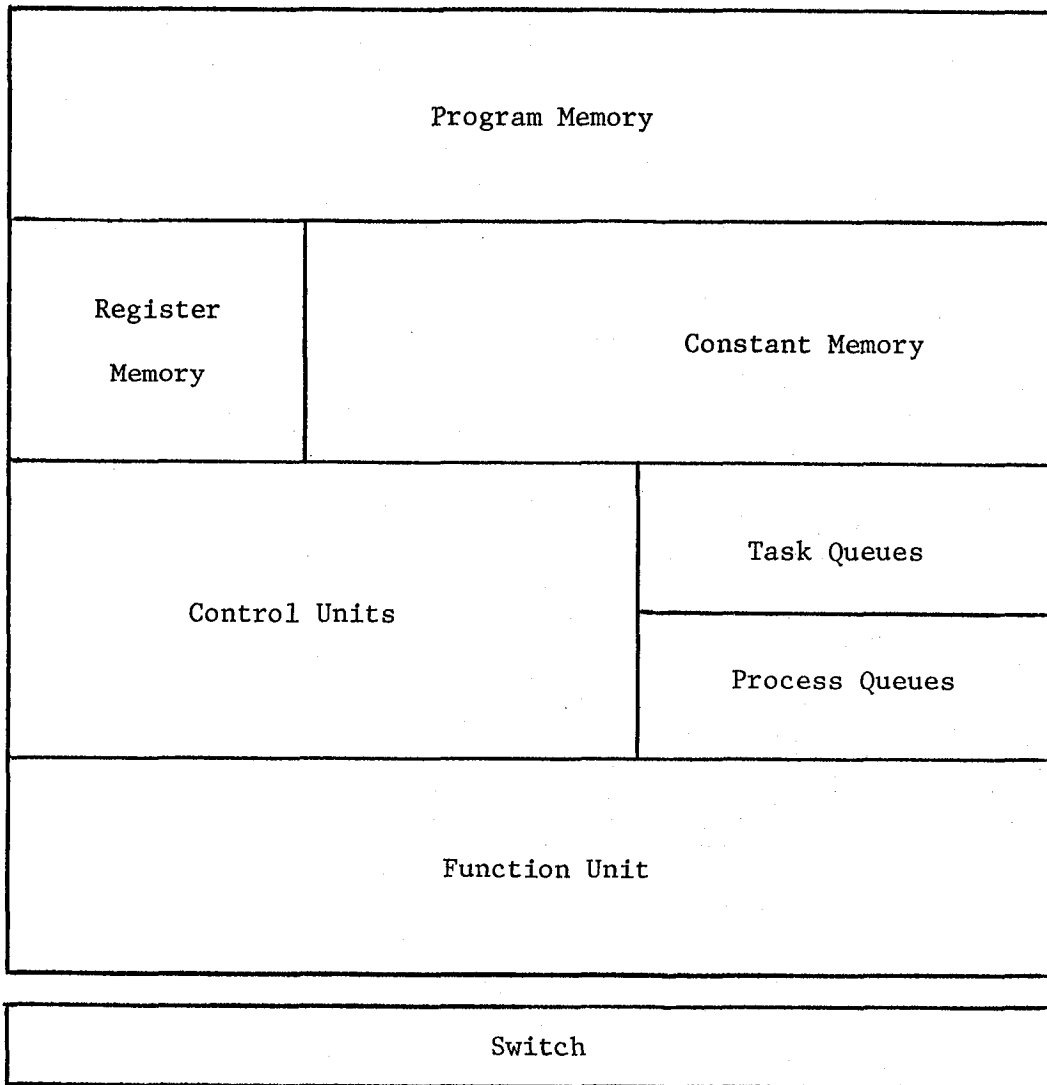 Program Memory
Register
Memory
Constant Memory
Control Units
Task Queues
Process Queues
Function Unit
Switch